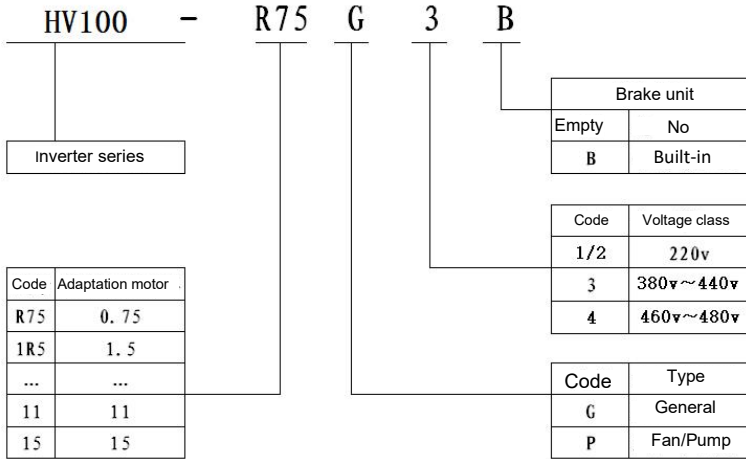 HV100 - R75 G 3 B
Inverter series
Brake unit
Empty No
B Built-in
Code Voltage class
1/2 220v
3 380v~440v
4 460v~480v
Code Adaptation motor
R75 0.75
1R5 1.5
... ...
11 11
15 15
Code Type
G General
P Fan/Pump